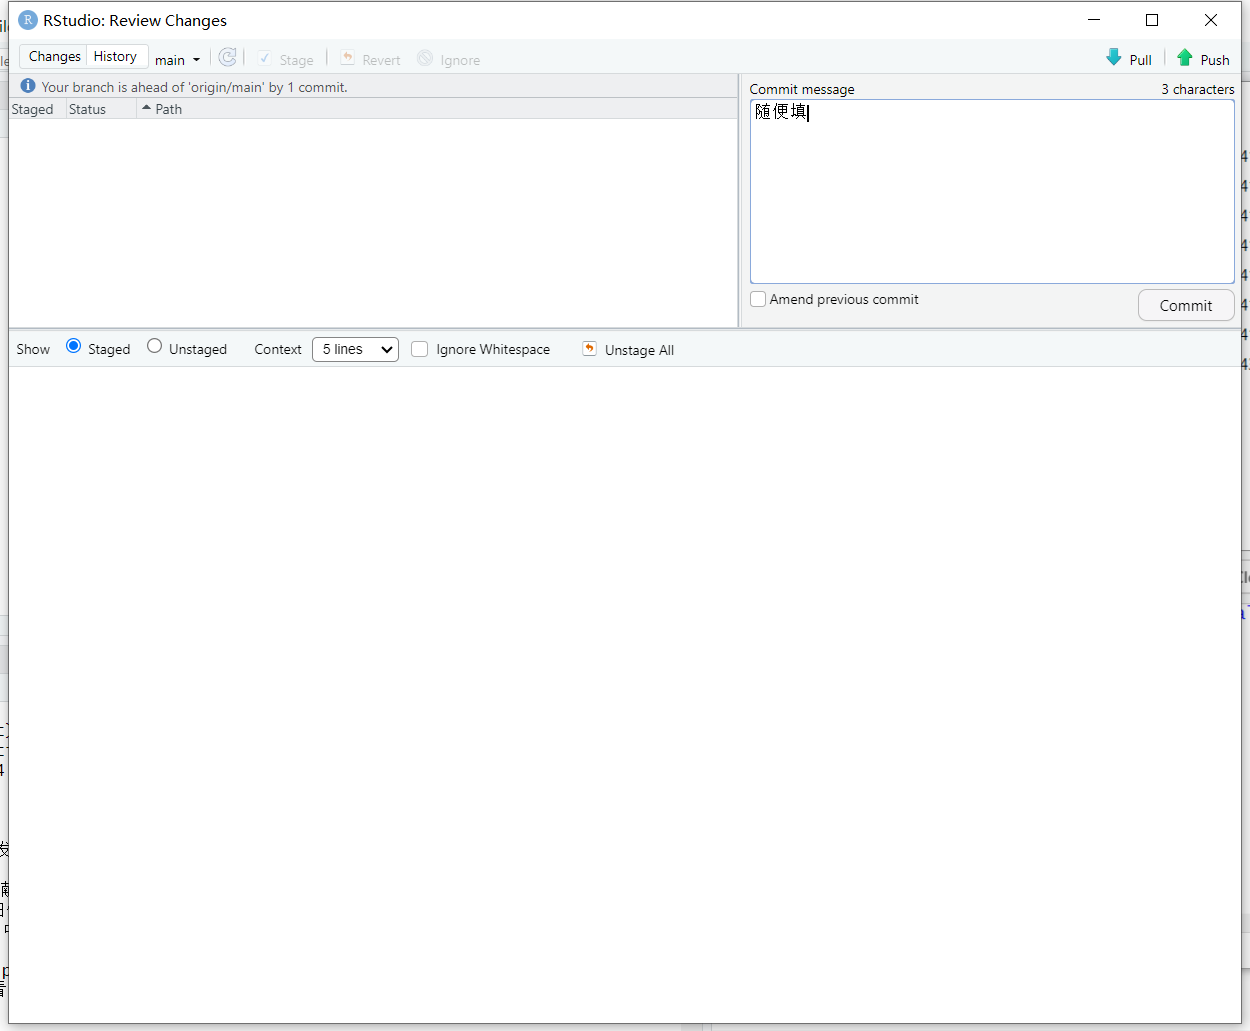 RStudio: Review Changes
Changes History main Stage Revert Ignore Pull Push
Your branch is ahead of 'origin/main' by 1 commit.
Staged Status Path
Commit message 3 characters
随便填
Amend previous commit
Commit
Show Staged Unstaged Context 5 lines Ignore Whitespace Unstage All